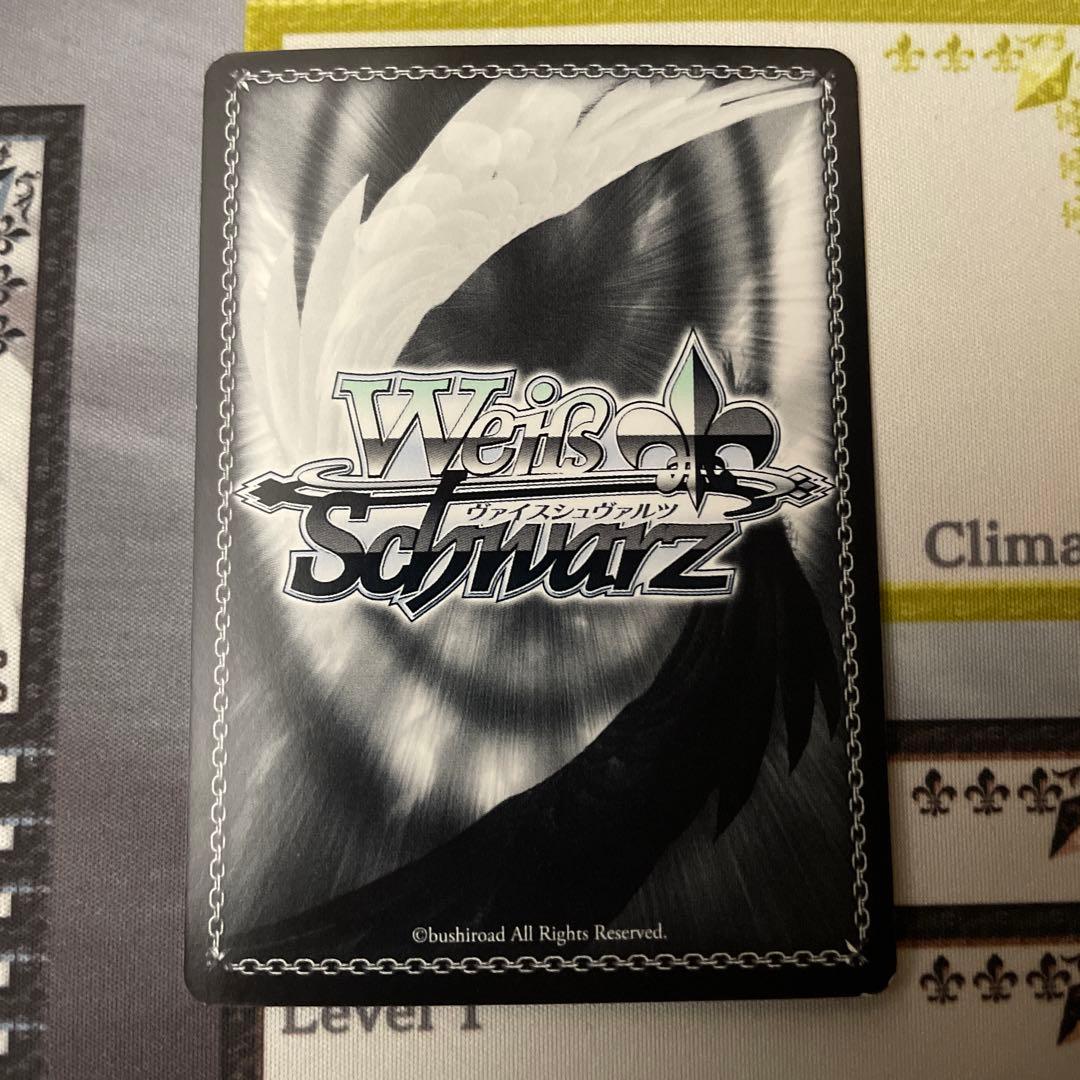 Weiß
ヴァイスシュヴァルツ
Schwarz
Clima
©bushiroad All Rights Reserved.
Level 1